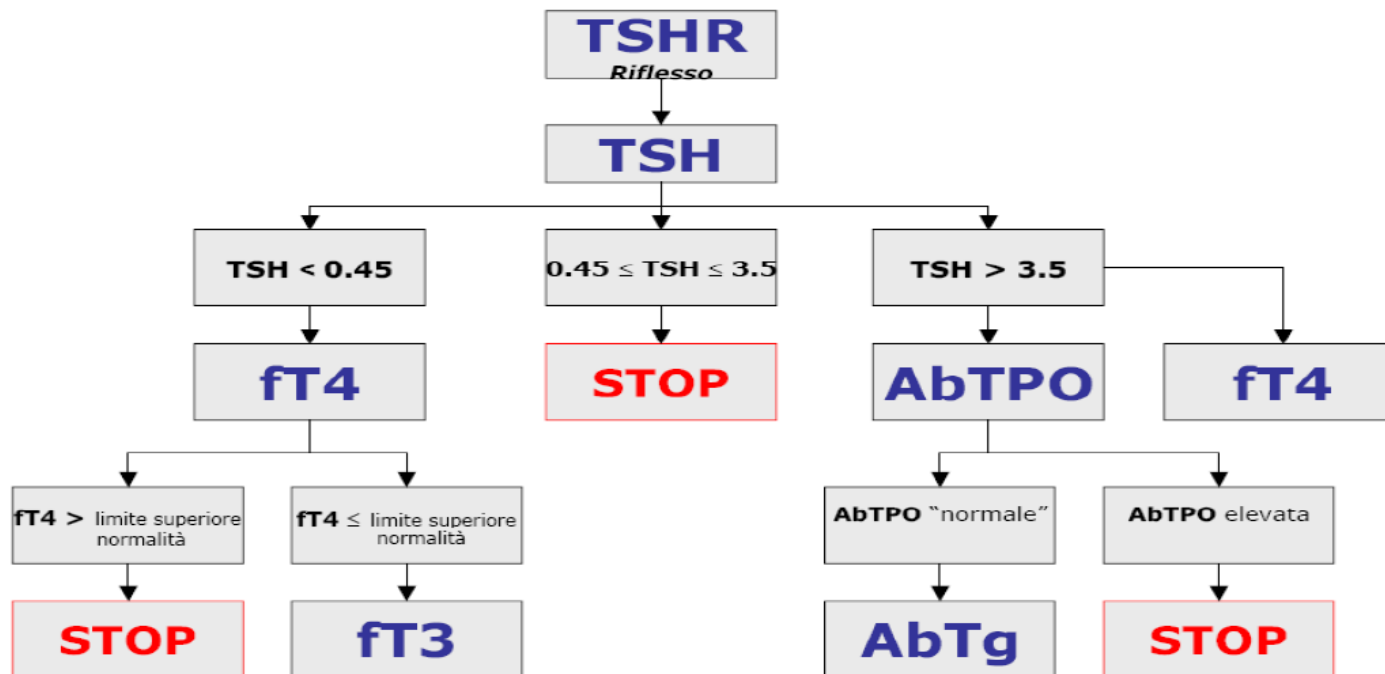 TSHR
Riflesso
TSH
TSH < 0.45
0.45 ≤ TSH ≤ 3.5
TSH > 3.5
fT4
STOP
AbTPO
fT4
fT4 > limite superiore
normalità
fT4 ≤ limite superiore
normalità
AbTPO “normale”
AbTPO elevata
STOP
fT3
AbTg
STOP